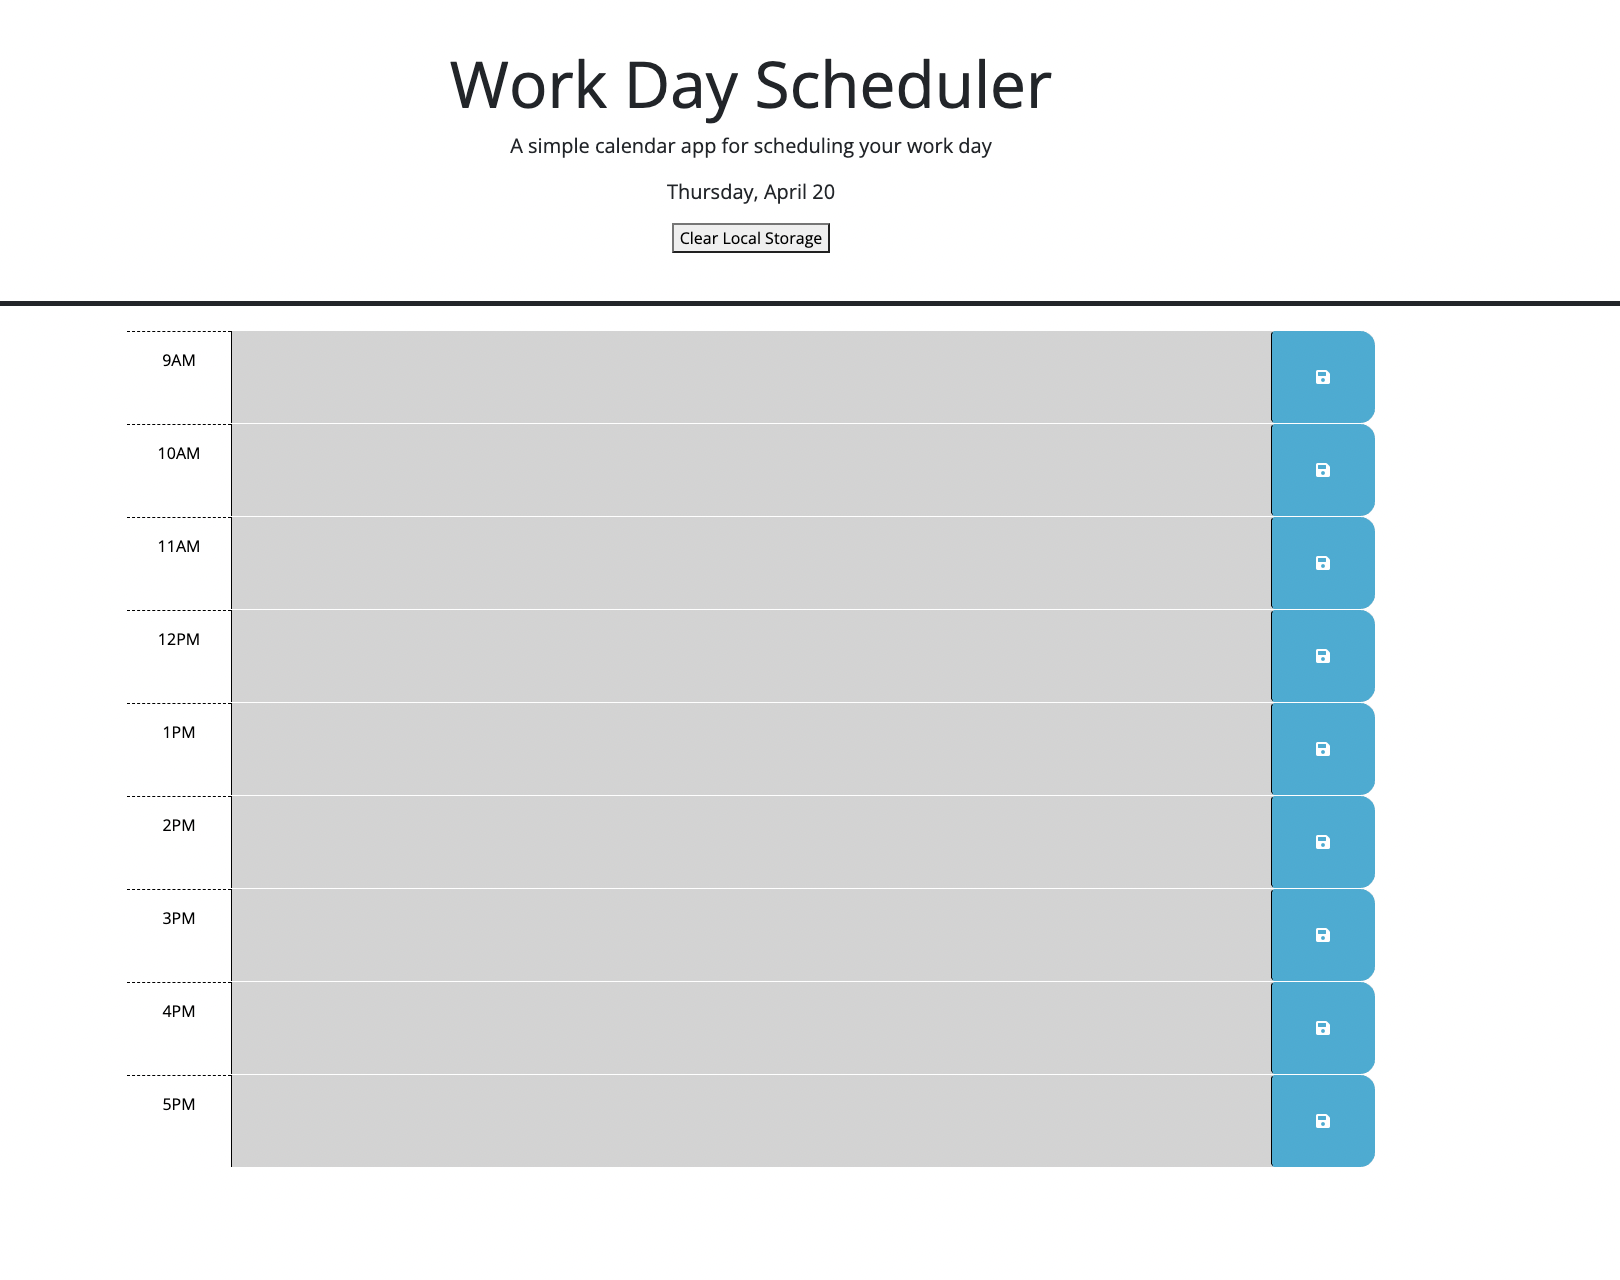 Work Day Scheduler
A simple calendar app for scheduling your work day
Thursday, April 20
Clear Local Storage
9AM
10AM
11AM
12PM
1PM
2PM
3PM
4PM
5PM